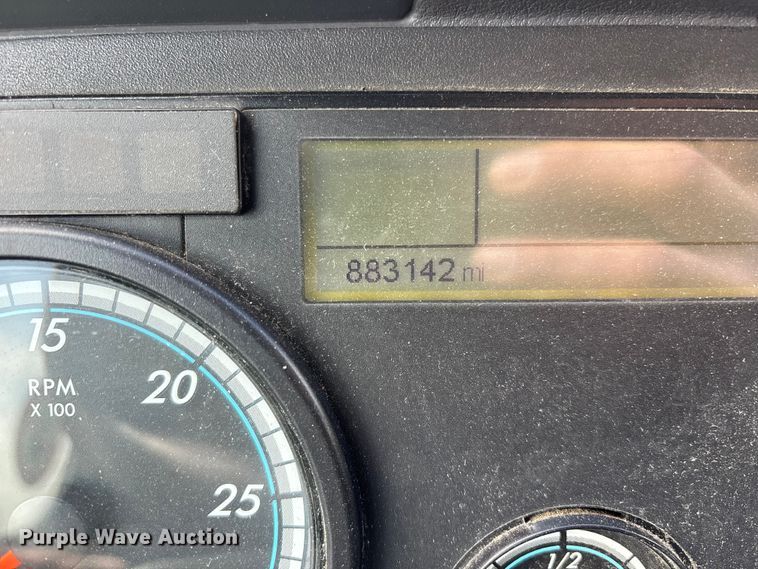 883142 mi
15
RPM
X 100
20
25
1/2
Purple Wave Auction